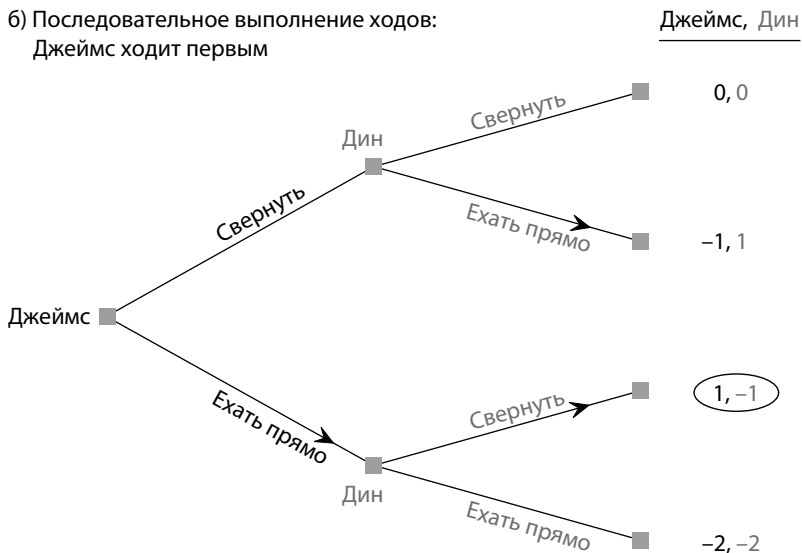 б) Последовательное выполнение ходов:
Джеймс ходит первым
Джеймс, Дин
Свернуть
0, 0
Дин
Свернуть
Ехать прямо
–1, 1
Джеймс
Ехать прямо
Свернуть
1, –1
Дин
Ехать прямо
–2, –2